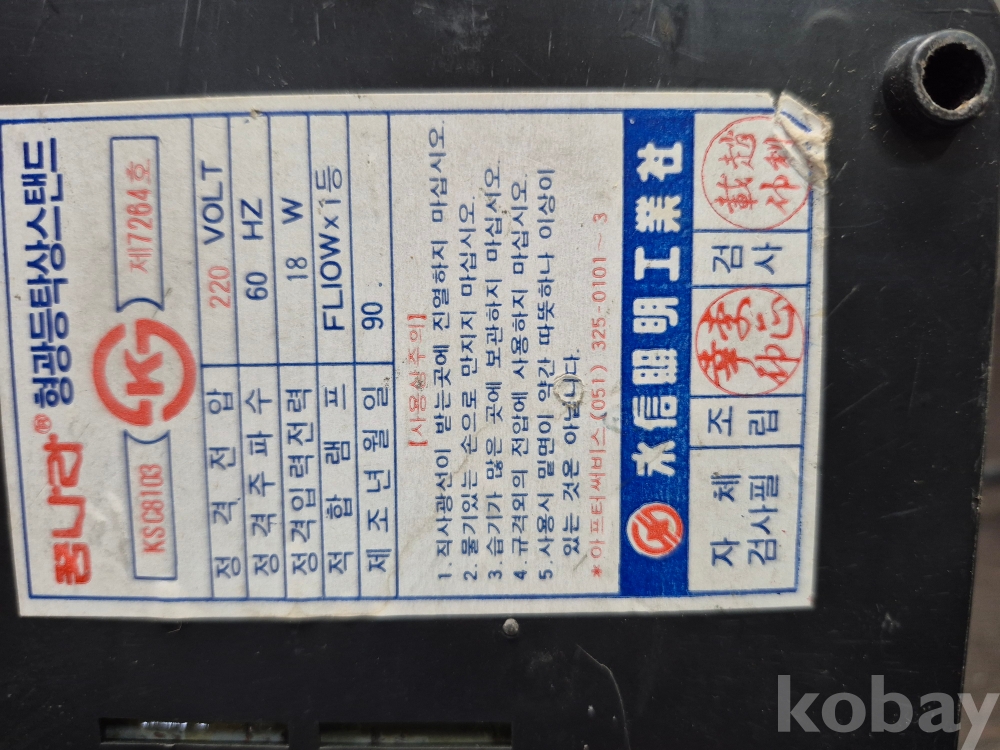 꿈나라® 형광등탁상스탠드
KSC8103 K 제7264호
정격전압 220 VOLT
정격주파수 60 HZ
정격입력전력 18 W
적합램프 FL10W×1등
제조년월일 90 .
[사용상주의]
1. 직사광선이 받는곳에 진열하지 마십시오.
2. 물기있는 손으로 만지지 마십시오.
3. 습기가 많은 곳에 보관하지 마십시오.
4. 규격외의 전압에 사용하지 마십시오.
5. 사용시 밑면이 약간 따뜻하나 이상이
있는 것은 아닙니다.
*아프터써비스 (051) 325-0101~3
永信照明工業社
자체검사필 조립 검사
kobay